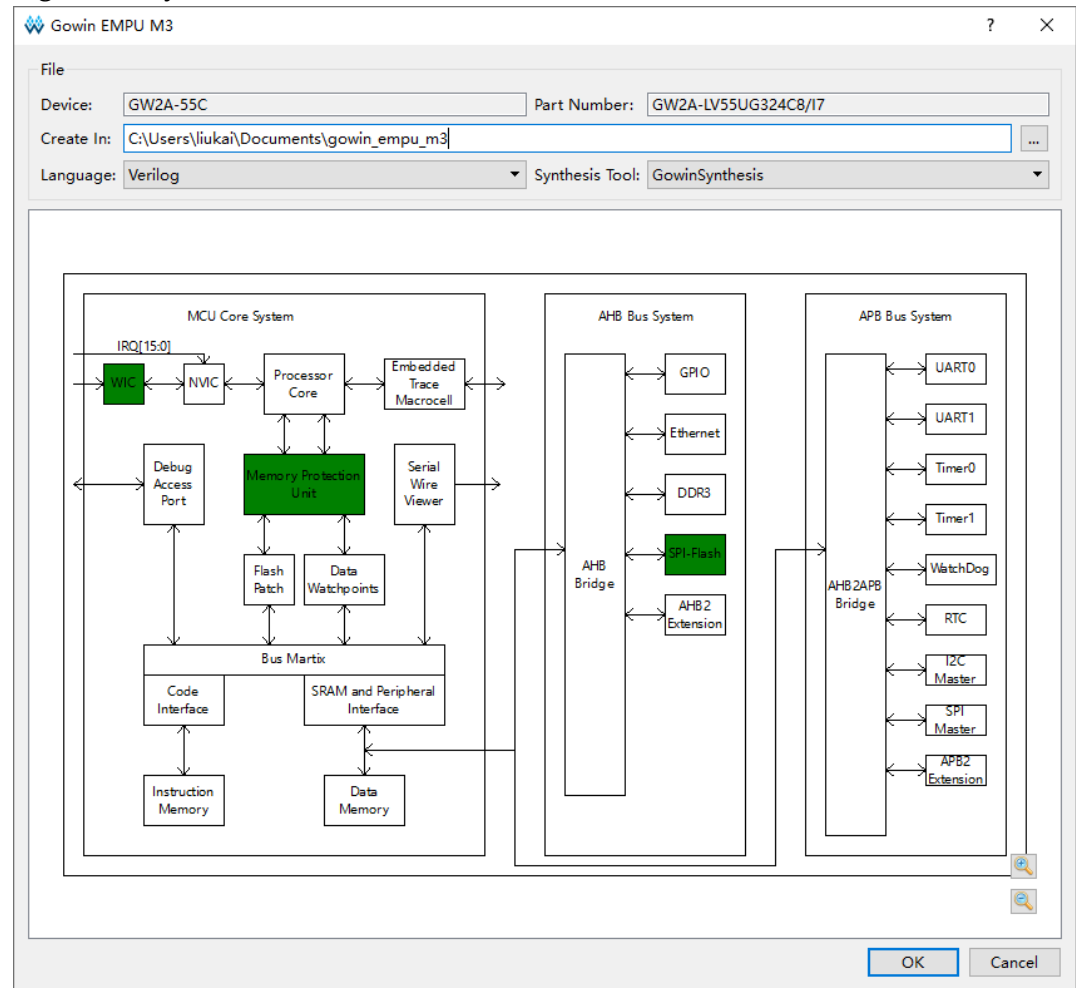 Gowin EMPU M3
?
File
Device: GW2A-55C Part Number: GW2A-LV55UG324C8/I7
Create In: C:\Users\liukai\Documents\gowin_empu_m3 ...
Language: Verilog Synthesis Tool: GowinSynthesis
MCU Core System
IRQ[15:0]
WIC
NVIC
Processor
Core
Embedded
Trace
Macrocell
Debug
Access
Port
Memory Protection
Unit
Serial
Wire
Viewer
Flash
Patch
Data
Watchpoints
Bus Martix
Code
Interface
SRAM and Peripheral
Interface
Instruction
Memory
Data
Memory
AHB Bus System
AHB
Bridge
GPIO
Ethernet
DDR3
SPI-Flash
AHB2
Extension
APB Bus System
AHB2APB
Bridge
UART0
UART1
Timer0
Timer1
WatchDog
RTC
I2C
Master
SPI
Master
APB2
Extension
OK Cancel